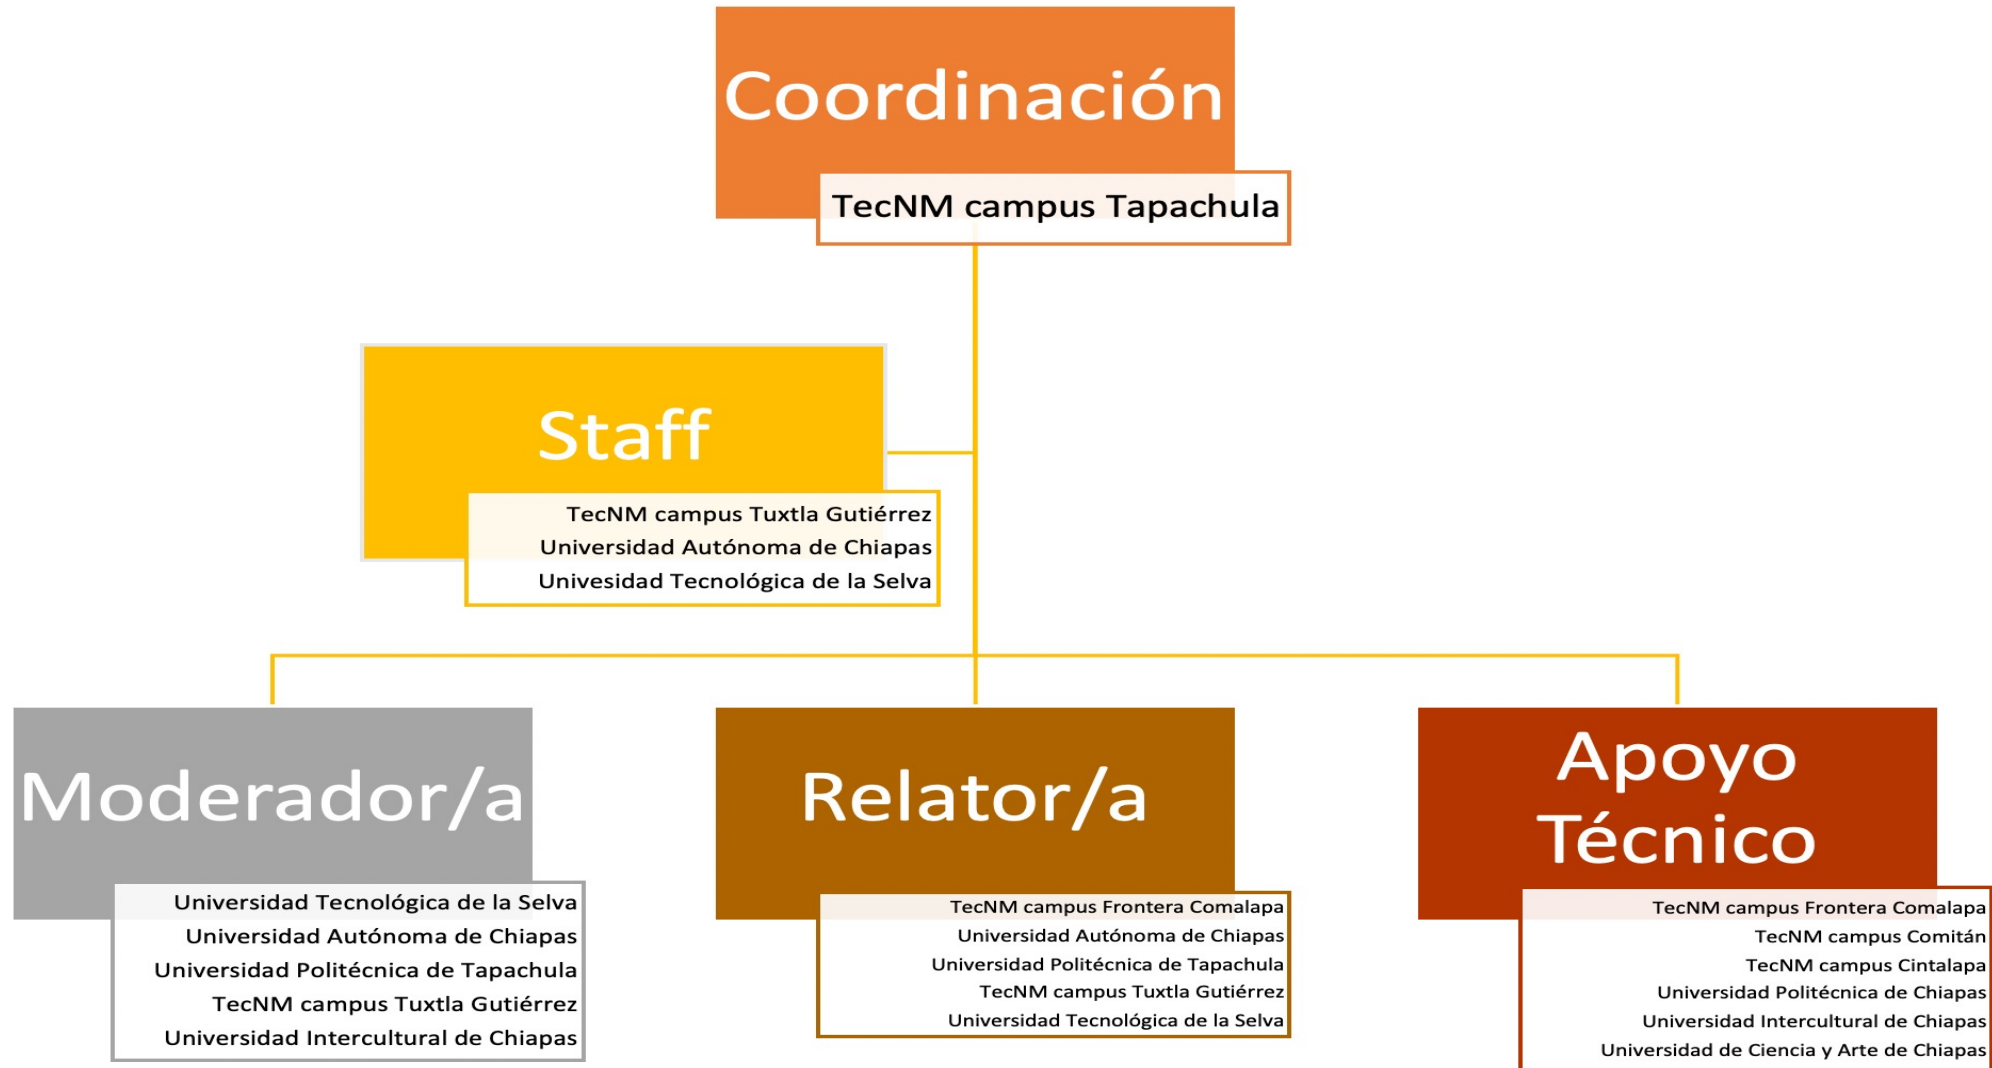 Coordinación
TecNM campus Tapachula
Staff
TecNM campus Tuxtla Gutiérrez
Universidad Autónoma de Chiapas
Univesidad Tecnológica de la Selva
Moderador/a
Universidad Tecnológica de la Selva
Universidad Autónoma de Chiapas
Universidad Politécnica de Tapachula
TecNM campus Tuxtla Gutiérrez
Universidad Intercultural de Chiapas
Relator/a
TecNM campus Frontera Comalapa
Universidad Autónoma de Chiapas
Universidad Politécnica de Tapachula
TecNM campus Tuxtla Gutiérrez
Universidad Tecnológica de la Selva
Apoyo
Técnico
TecNM campus Frontera Comalapa
TecNM campus Comitán
TecNM campus Cintalapa
Universidad Politécnica de Chiapas
Universidad Intercultural de Chiapas
Universidad de Ciencia y Arte de Chiapas